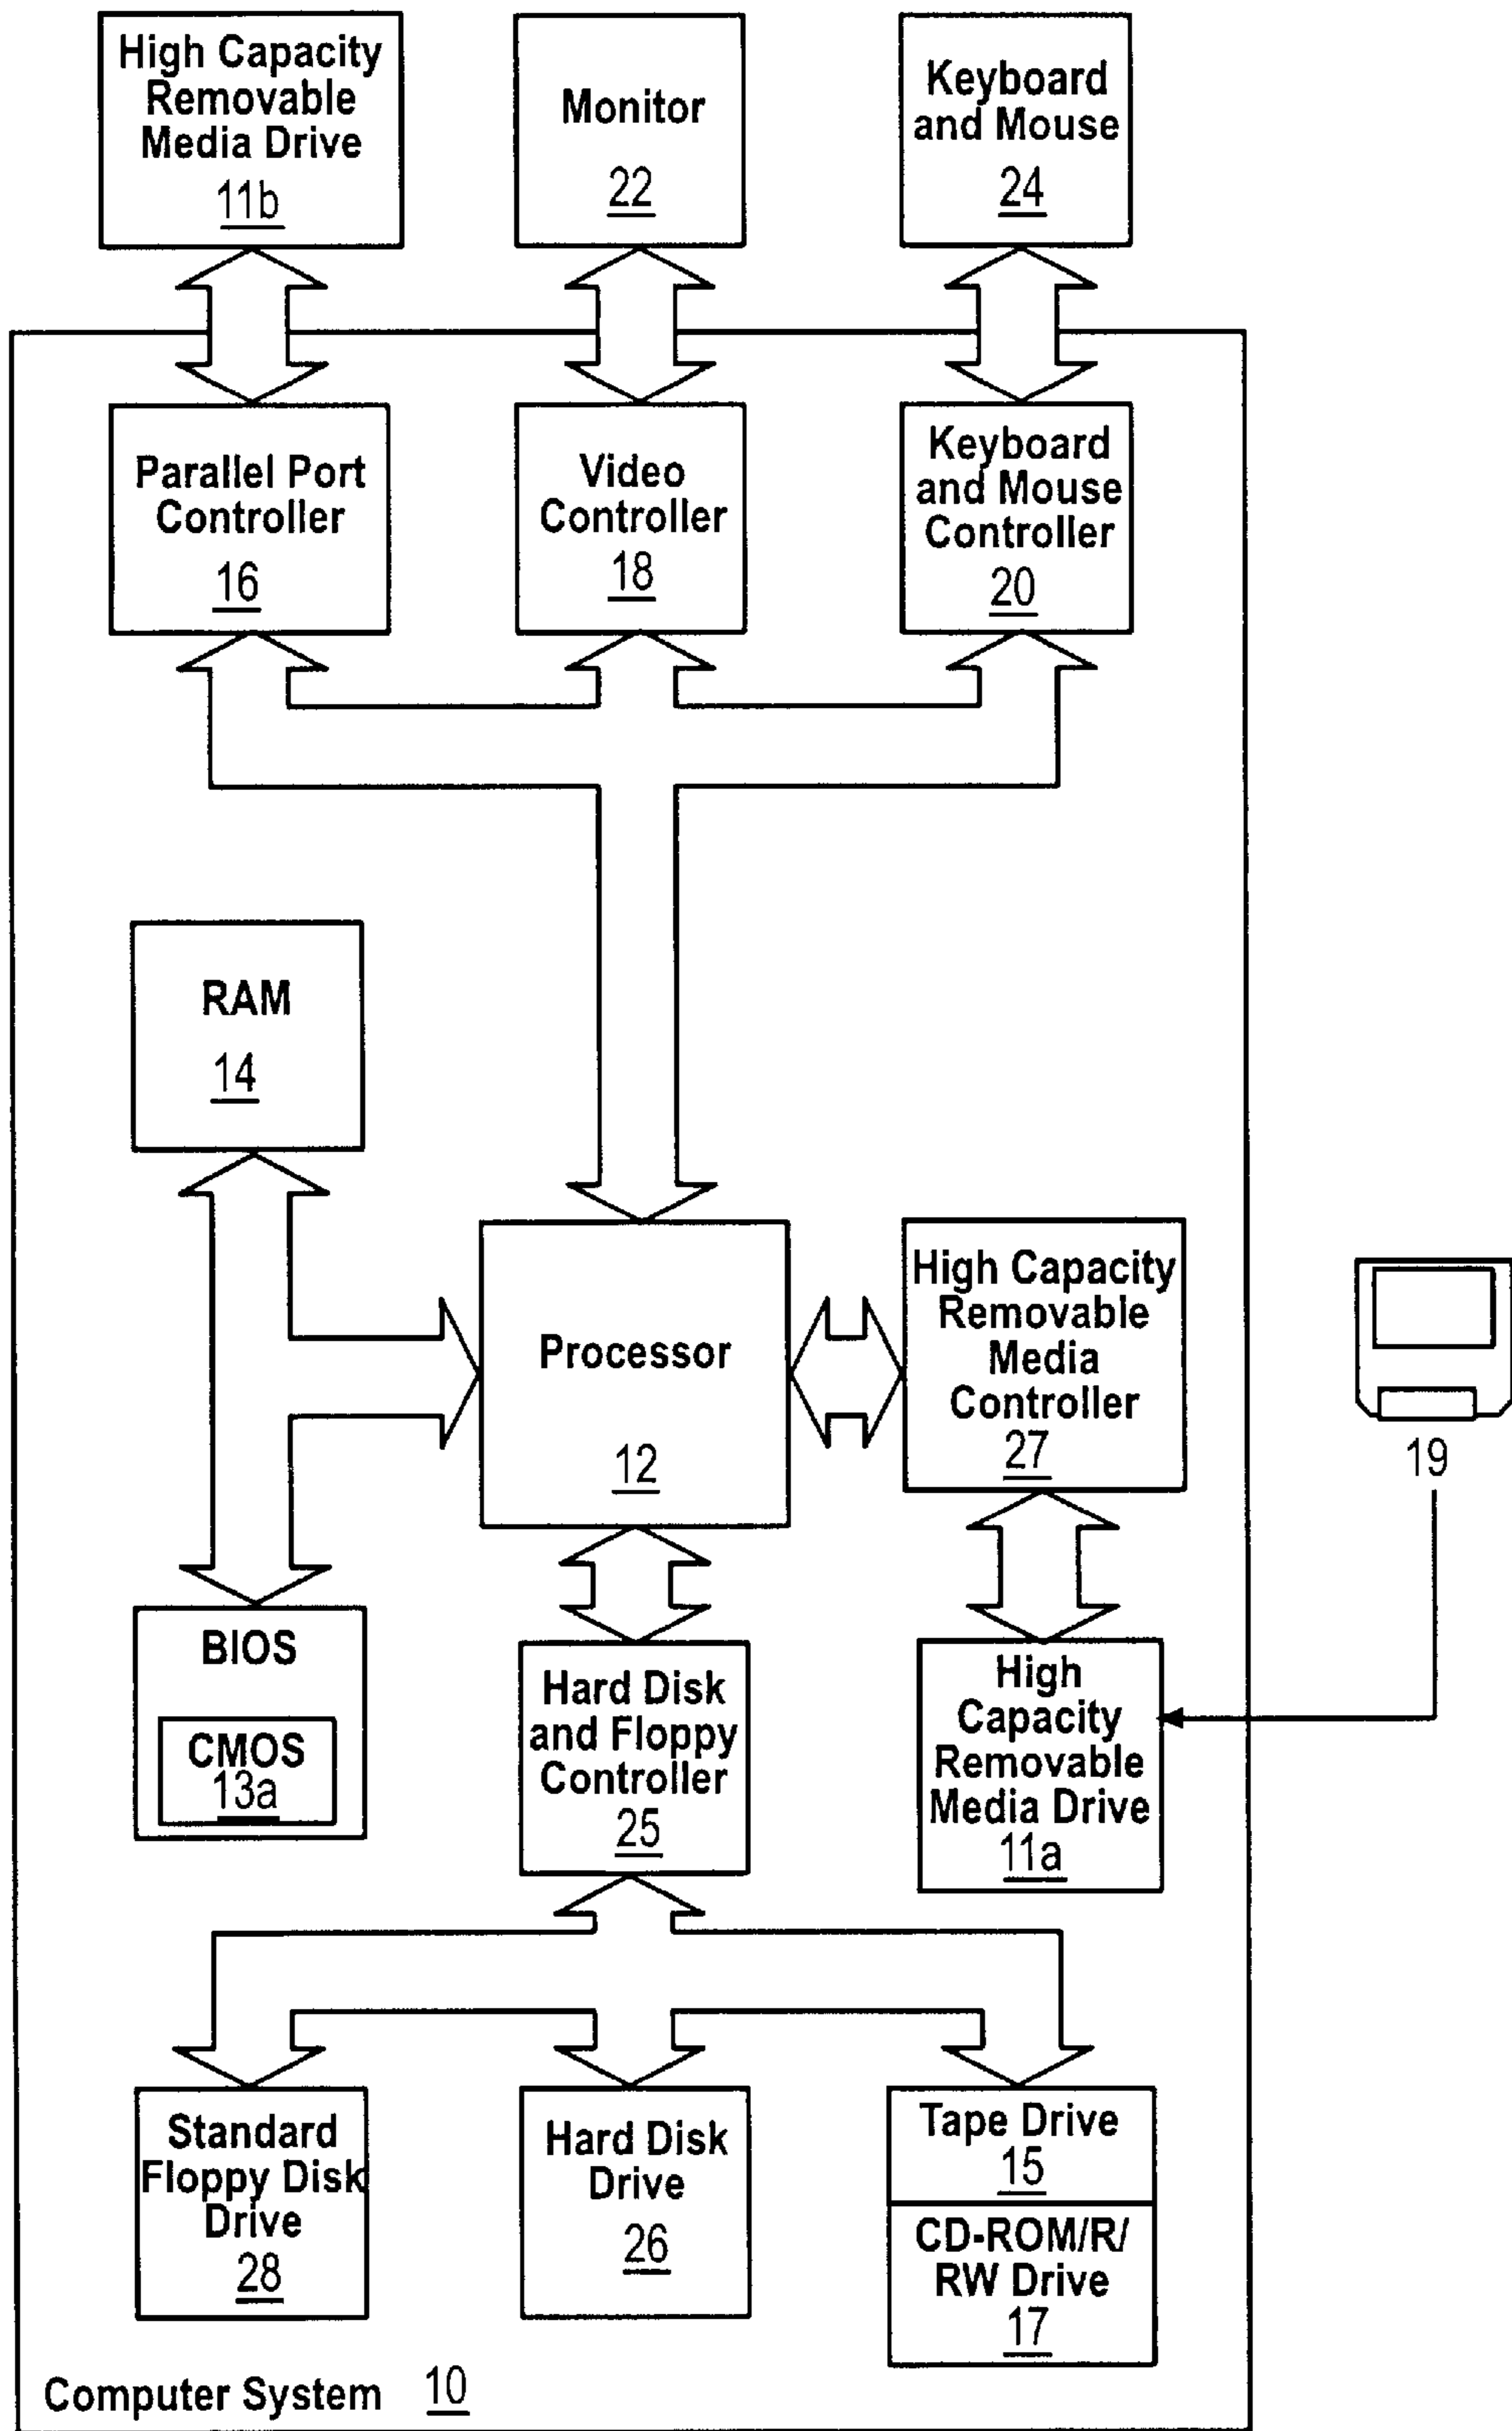 High Capacity
Removable
Media Drive
11b
Monitor
22
Keyboard
and Mouse
24
Parallel Port
Controller
16
Video
Controller
18
Keyboard
and Mouse
Controller
20
RAM
14
Processor
12
High Capacity
Removable
Media
Controller
27
19
BIOS
CMOS
13a
Hard Disk
and Floppy
Controller
25
High
Capacity
Removable
Media Drive
11a
Standard
Floppy Disk
Drive
28
Hard Disk
Drive
26
Tape Drive
15
CD-ROM/R/
RW Drive
17
Computer System 10